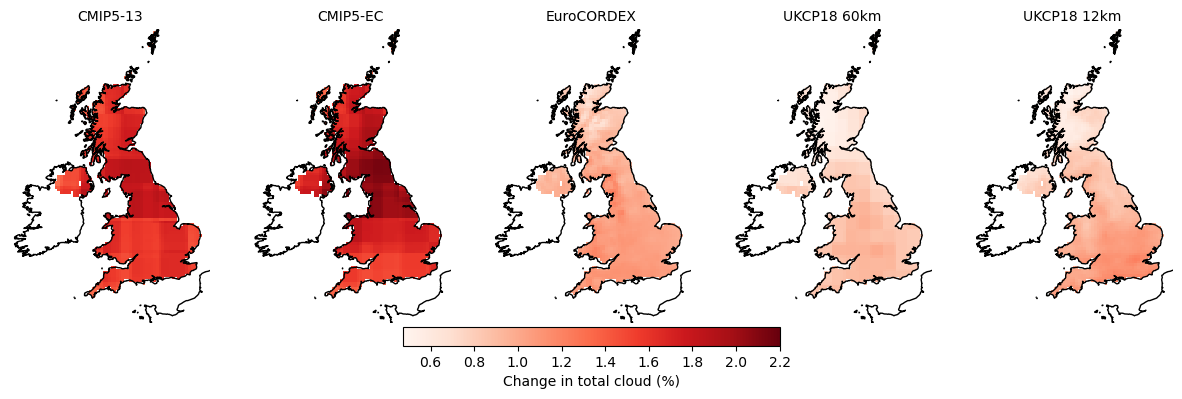 CMIP5-13 CMIP5-EC EuroCORDEX UKCP18 60km UKCP18 12km
0.6 0.8 1.0 1.2 1.4 1.6 1.8 2.0 2.2
Change in total cloud (%)